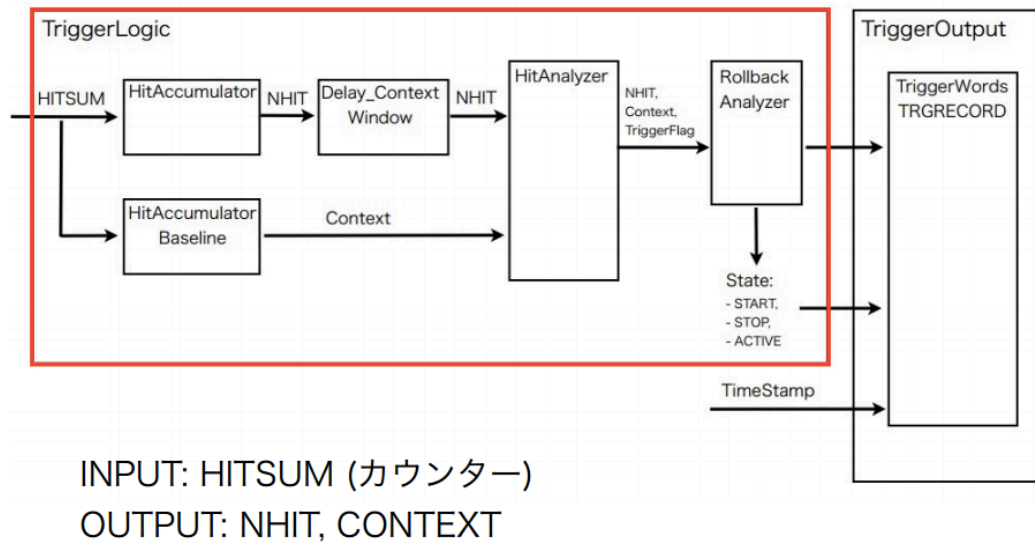 TriggerLogic
TriggerOutput
HITSUM
HitAccumulator
NHIT
Delay_Context
Window
NHIT
HitAnalyzer
NHIT,
Context,
TriggerFlag
Rollback
Analyzer
TriggerWords
TRGRECORD
HitAccumulator
Baseline
Context
State:
- START,
- STOP,
- ACTIVE
TimeStamp
INPUT: HITSUM (カウンター)
OUTPUT: NHIT, CONTEXT